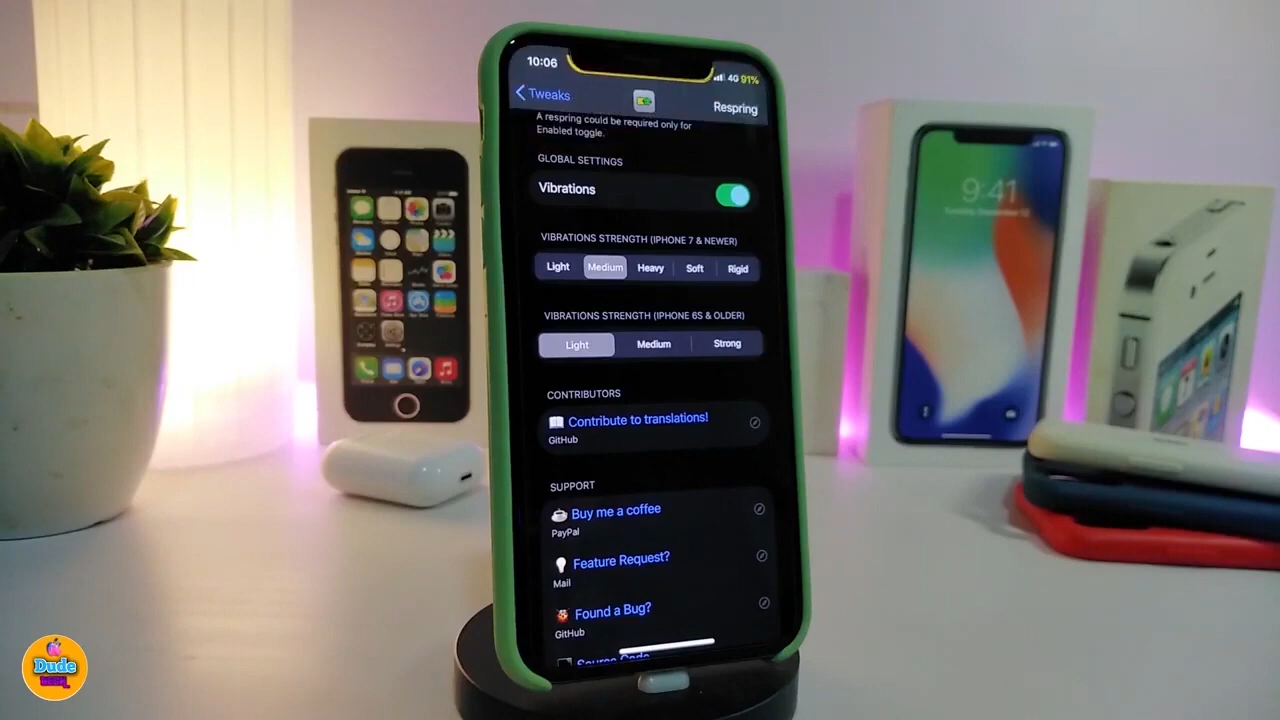 10:06
4G 91%
Tweaks
Respring
A respring could be required only for
Enabled toggle.
GLOBAL SETTINGS
Vibrations
VIBRATIONS STRENGTH (IPHONE 7 & NEWER)
Light Medium Heavy Soft Rigid
VIBRATIONS STRENGTH (IPHONE 6S & OLDER)
Light Medium Strong
CONTRIBUTORS
Contribute to translations!
GitHub
SUPPORT
Buy me a coffee
PayPal
Feature Request?
Mail
Found a Bug?
GitHub
Source Code
9:41
Dude